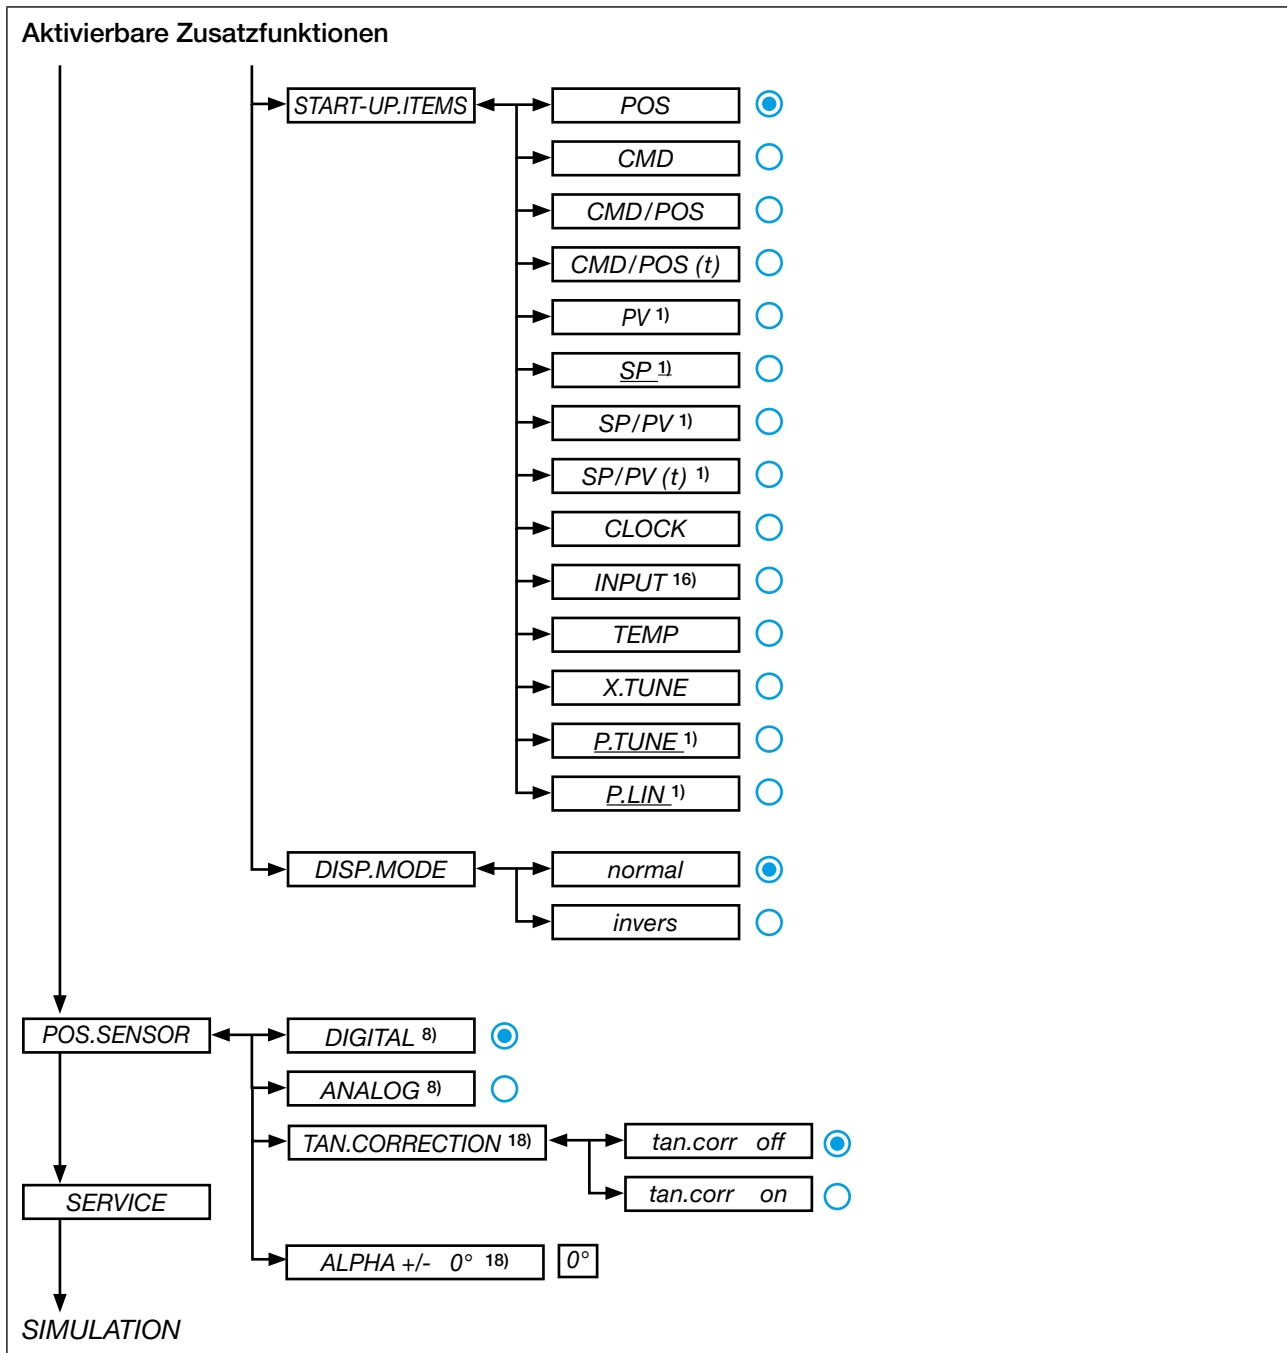 Aktivierbare Zusatzfunktionen
START-UP.ITEMS
POS
CMD
CMD/POS
CMD/POS (t)
PV 1)
SP 1)
SP/PV 1)
SP/PV (t) 1)
CLOCK
INPUT 16)
TEMP
X.TUNE
P.TUNE 1)
P.LIN 1)
DISP.MODE
normal
invers
POS.SENSOR
DIGITAL 8)
ANALOG 8)
TAN.CORRECTION 18)
tan.corr off
tan.corr on
SERVICE
ALPHA +/- 0° 18)
0°
SIMULATION